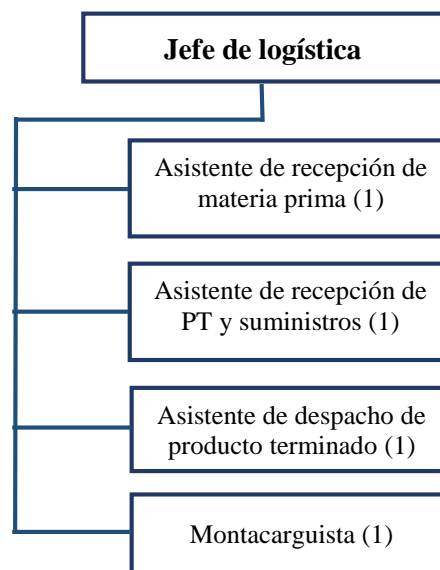 Jefe de logística
Asistente de recepción de
materia prima (1)
Asistente de recepción de
PT y suministros (1)
Asistente de despacho de
producto terminado (1)
Montacarguista (1)